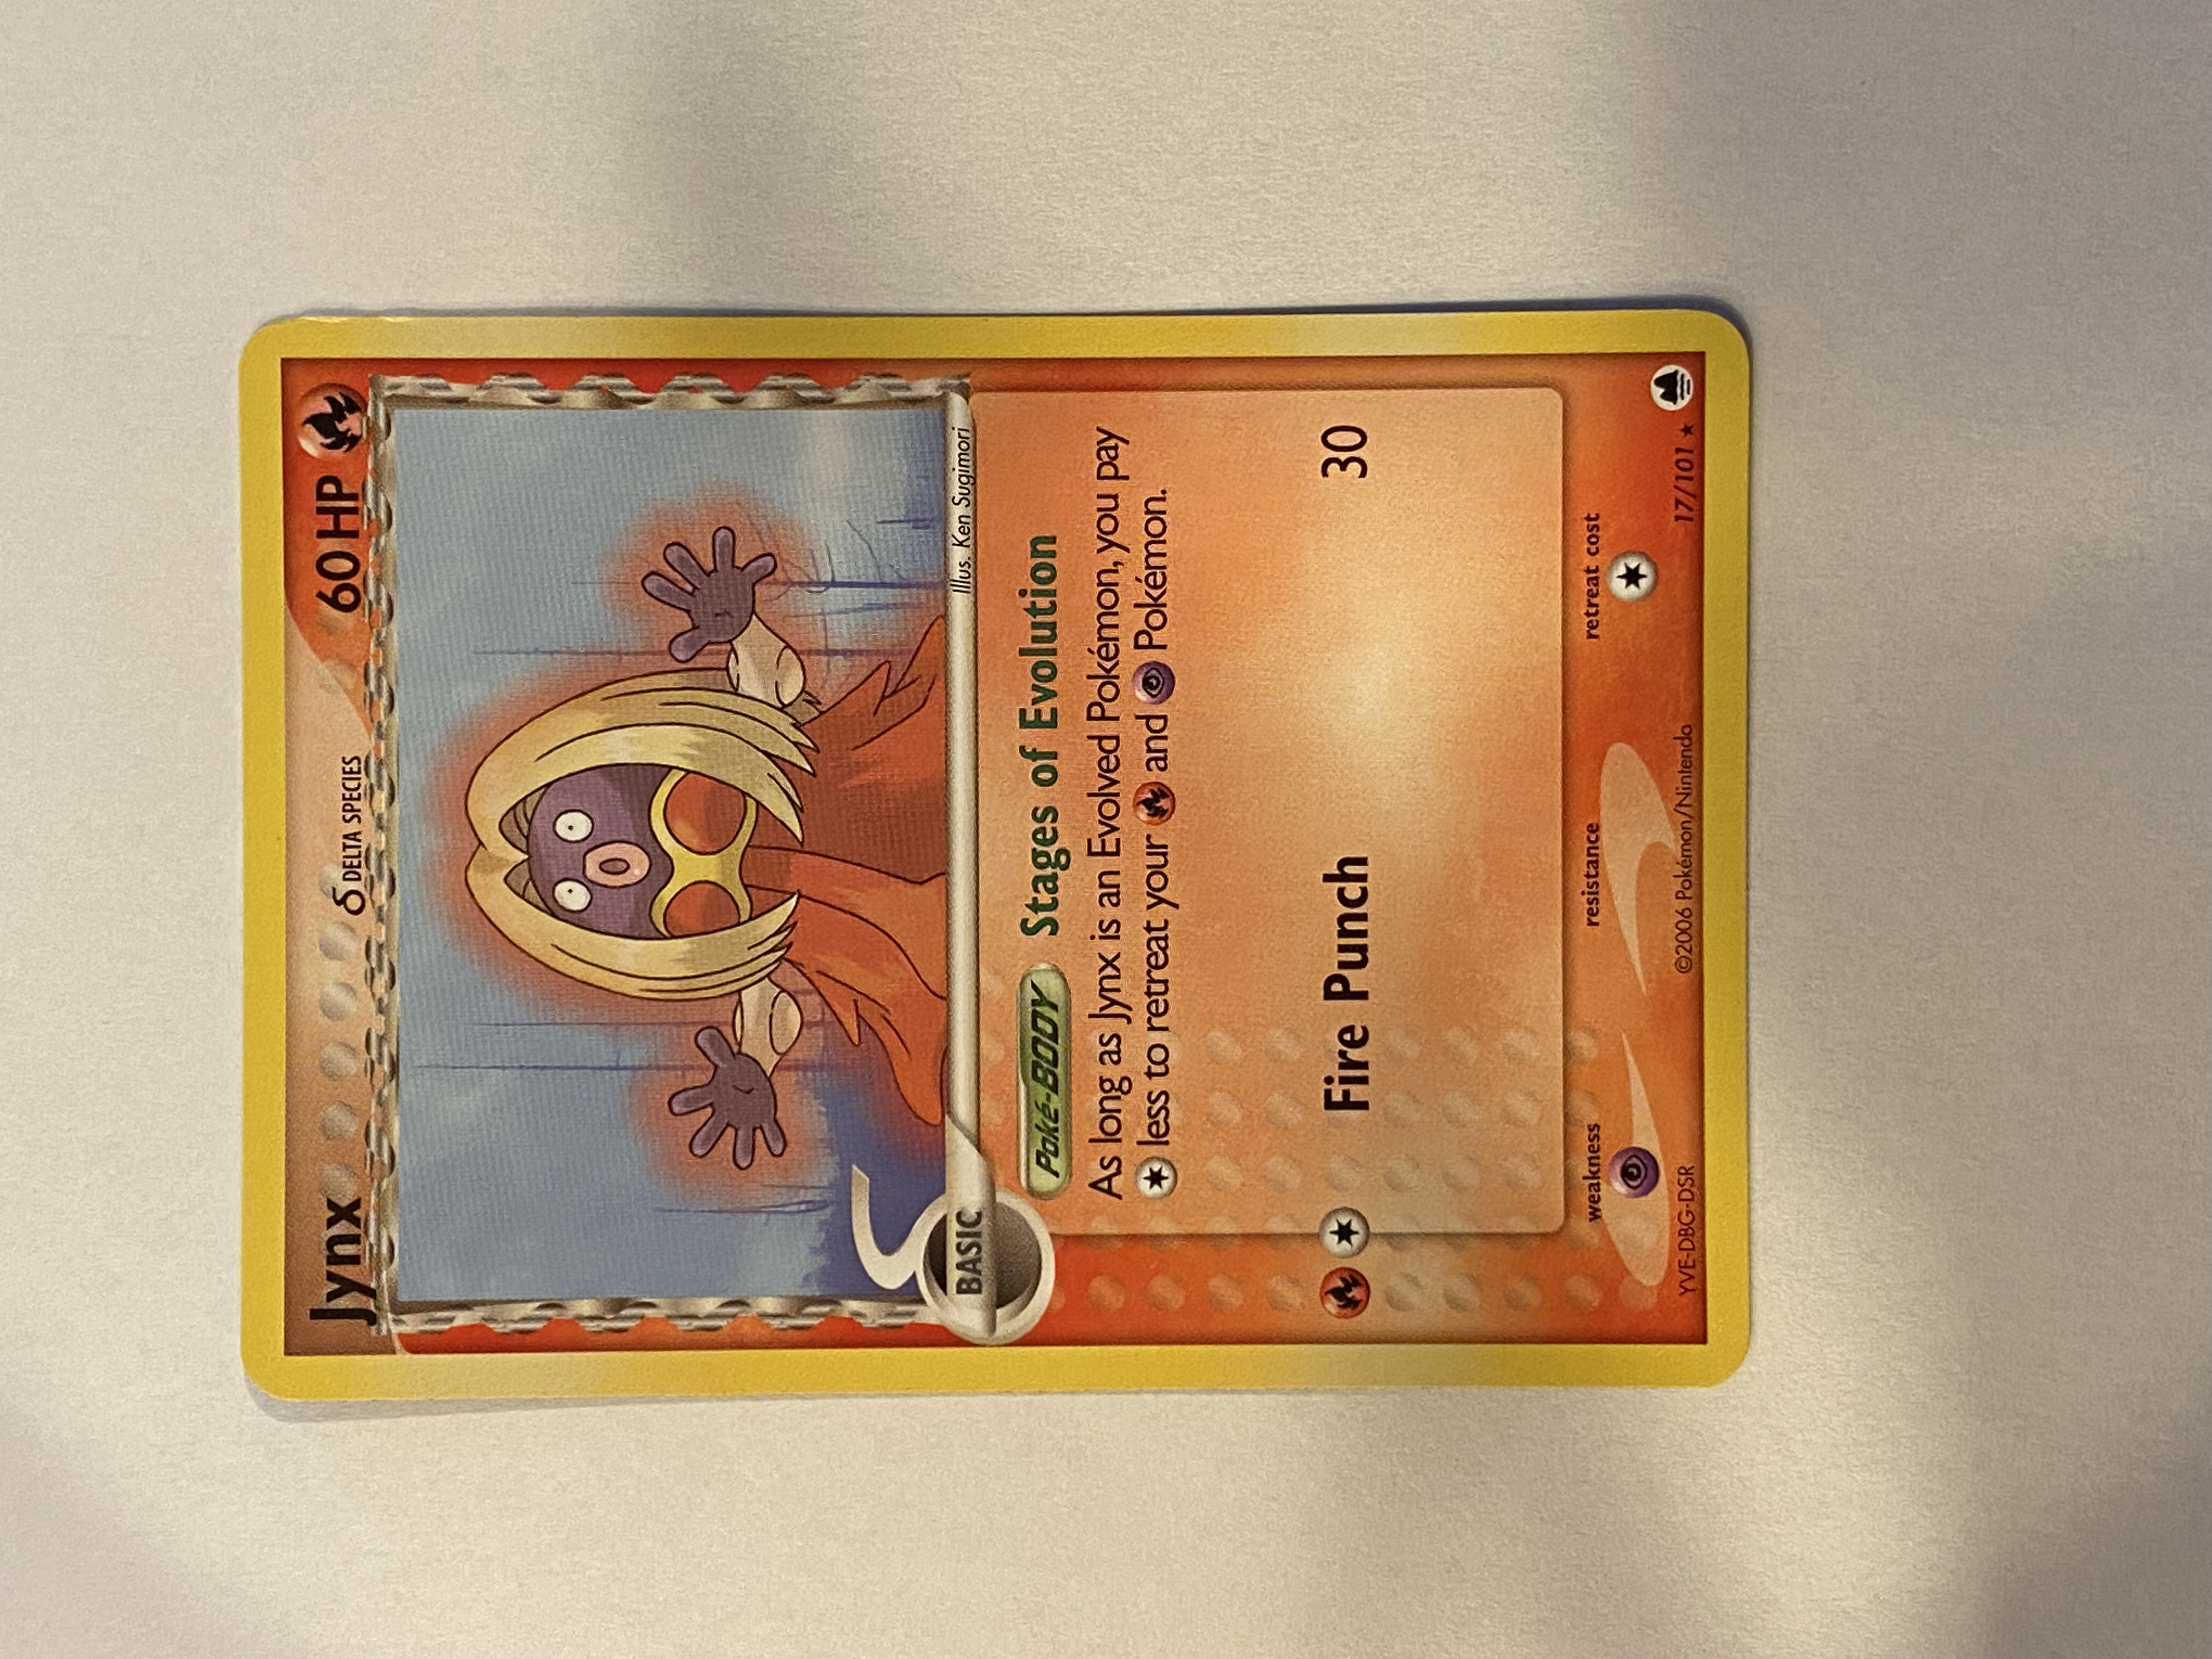 Jynx δ DELTA SPECIES 60 HP
BASIC
Illus. Ken Sugimori
Poké-BODY Stages of Evolution
As long as Jynx is an Evolved Pokémon, you pay
less to retreat your and Pokémon.
Fire Punch 30
weakness resistance retreat cost
YVE-DBG-DSR ©2006 Pokémon/Nintendo 17/101 ★